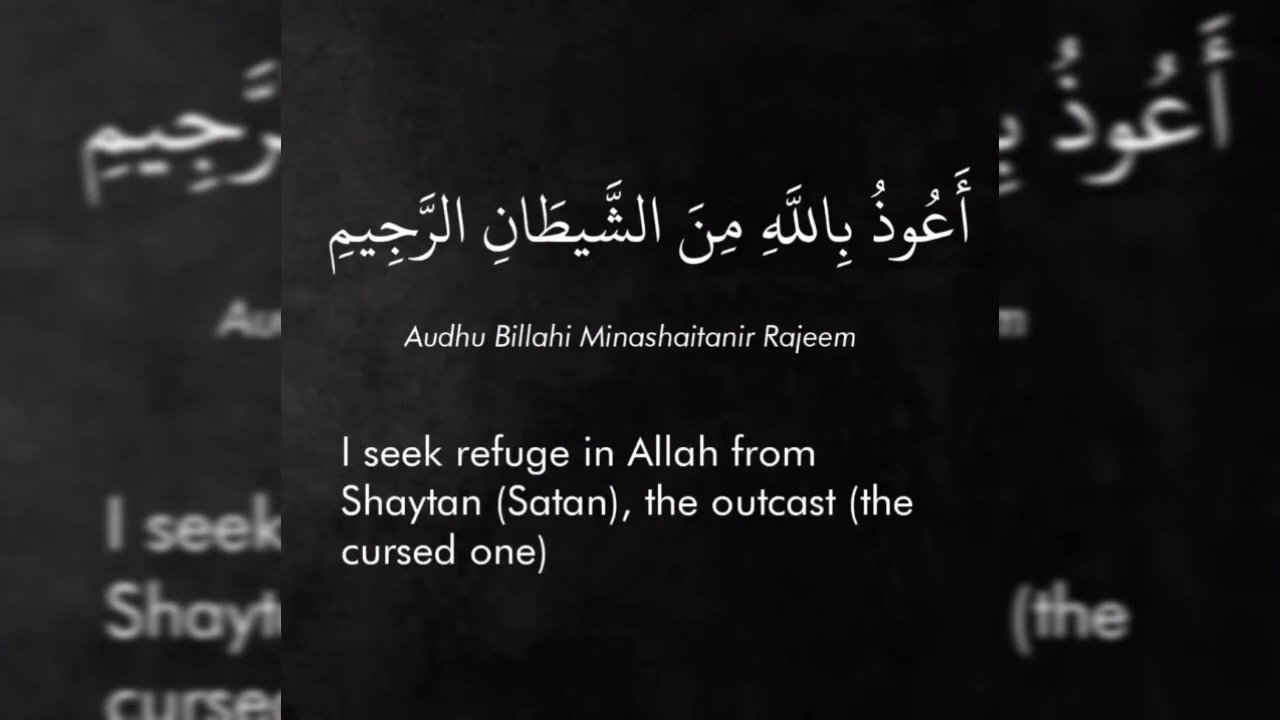 أَعُوذُ بِاللَّهِ مِنَ الشَّيطَانِ الرَّجِيمِ
Audhu Billahi Minashaitanir Rajeem
I seek refuge in Allah from
Shaytan (Satan), the outcast (the
cursed one)